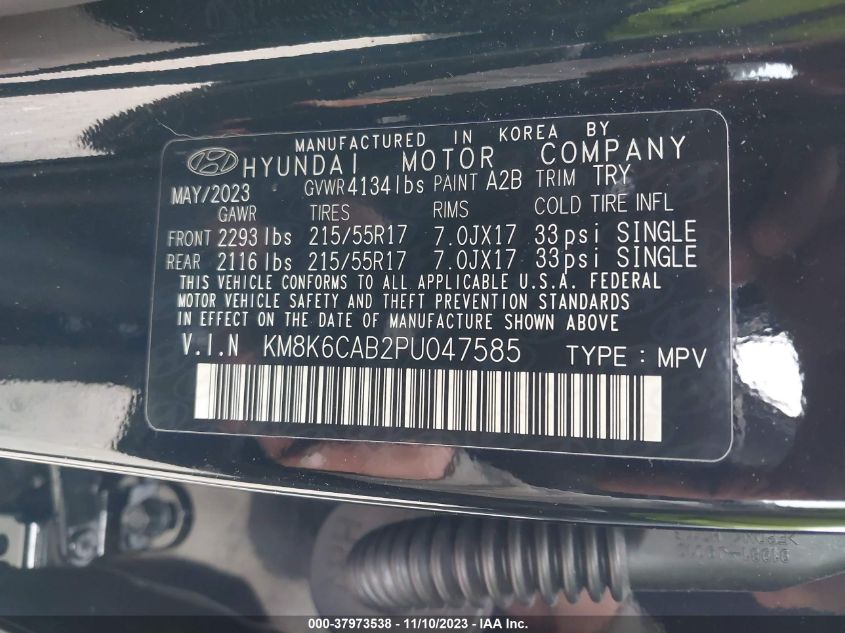 MANUFACTURED IN KOREA BY
HYUNDAI MOTOR COMPANY
MAY/2023 GVWR 4134 lbs PAINT A2B TRIM TRY
GAWR TIRES RIMS COLD TIRE INFL
FRONT 2293 lbs 215/55R17 7.0JX17 33psi SINGLE
REAR 2116 lbs 215/55R17 7.0JX17 33psi SINGLE
THIS VEHICLE CONFORMS TO ALL APPLICABLE U.S.A. FEDERAL
MOTOR VEHICLE SAFETY AND THEFT PREVENTION STANDARDS
IN EFFECT ON THE DATE OF MANUFACTURE SHOWN ABOVE.
V.I.N KM8K6CAB2PU047585 TYPE : MPV
000-37973538 - 11/10/2023 - IAA Inc.